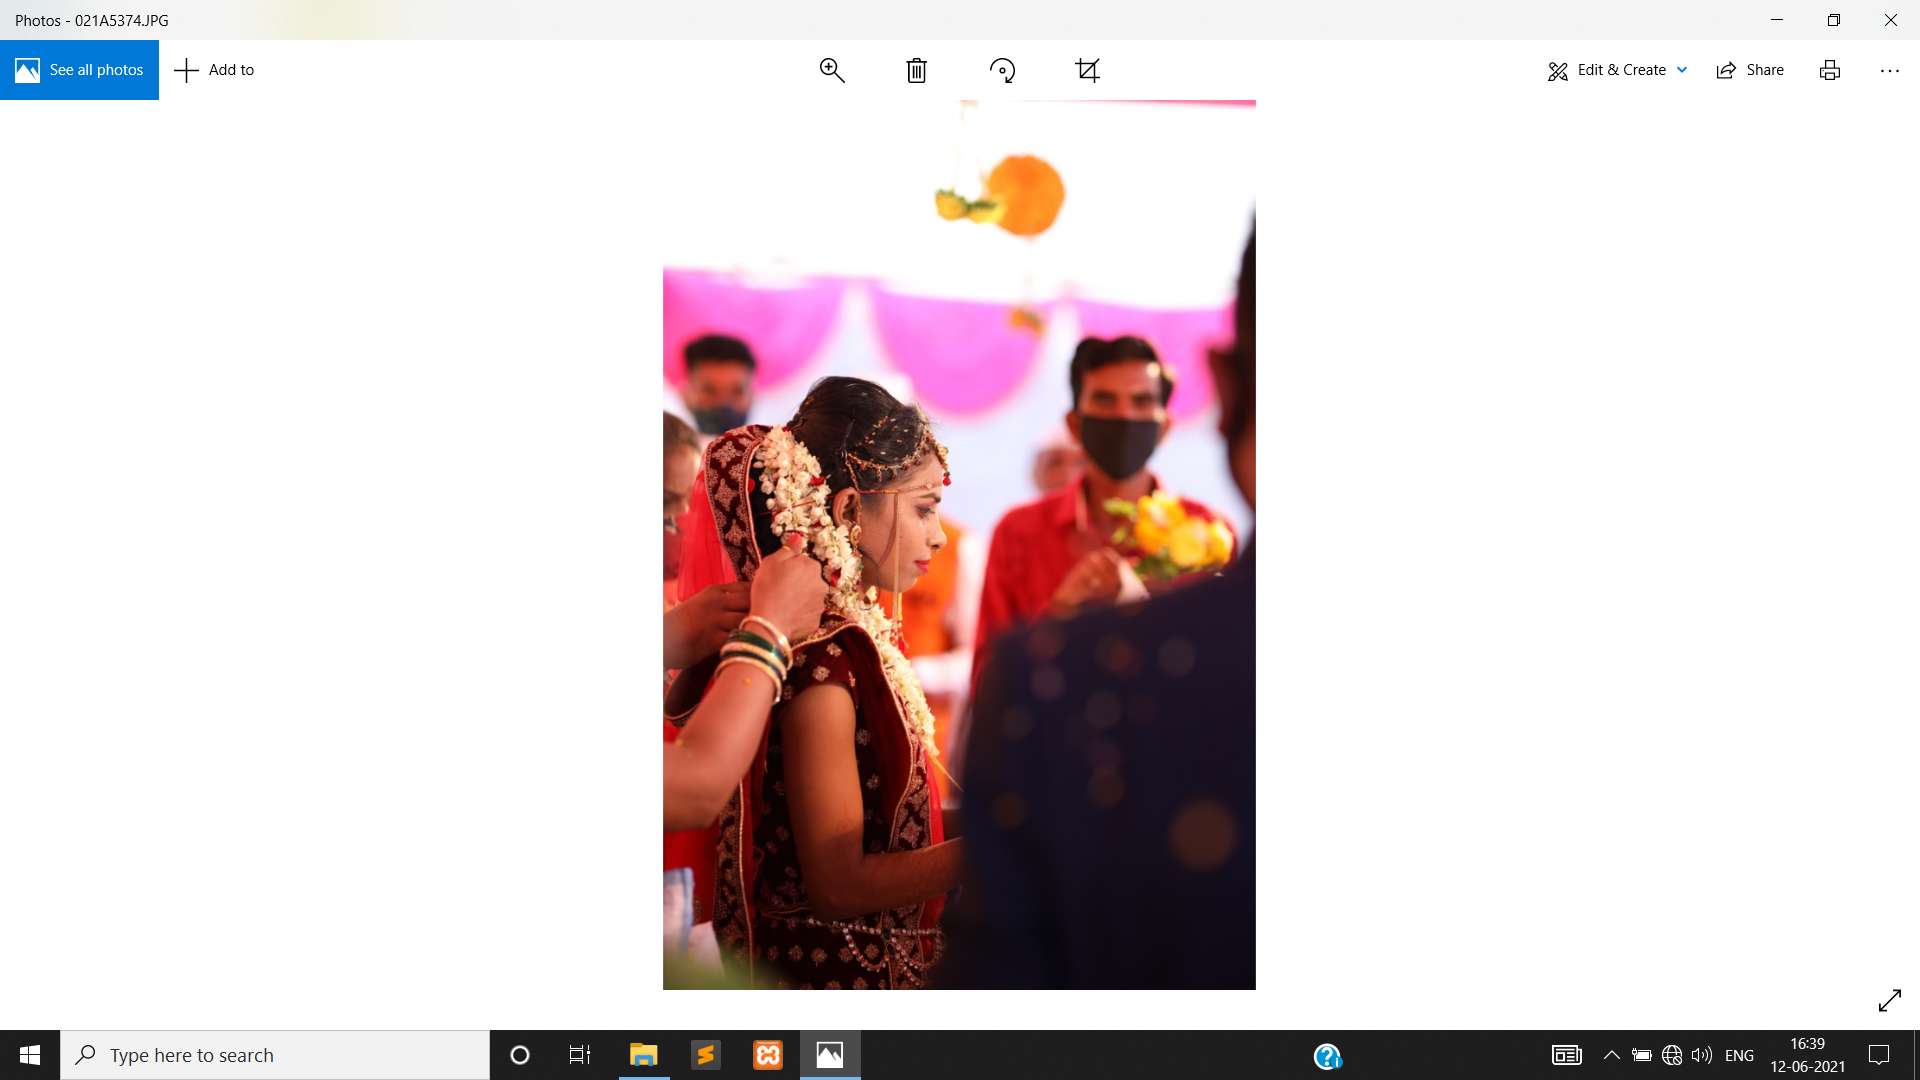 Photos - 021A5374.JPG
See all photos
Add to
Edit & Create
Share
Type here to search
ENG
16:39
12-06-2021